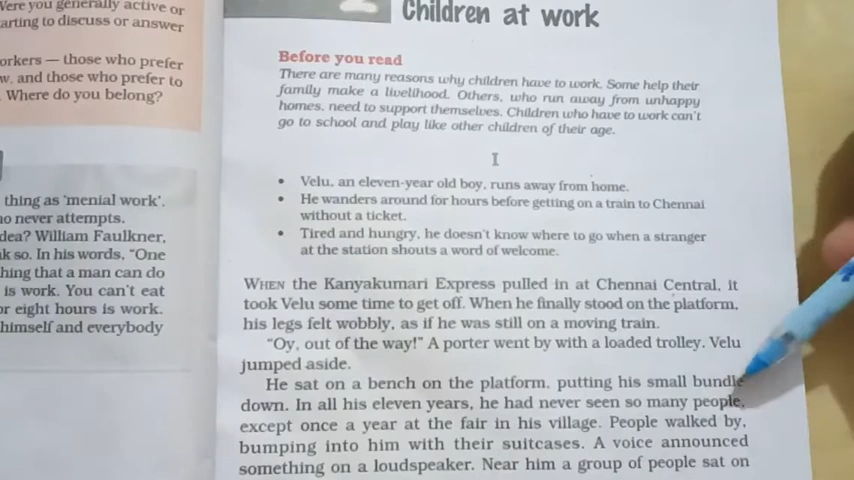 Were you generally active or
arting to discuss or answer
orkers — those who prefer
w, and those who prefer to
Where do you belong?
thing as 'menial work'.
o never attempts.
dea? William Faulkner,
k so. In his words, "One
hing that a man can do
is work. You can't eat
or eight hours is work.
himself and everybody
Children at work
Before you read
There are many reasons why children have to work. Some help their
family make a livelihood. Others, who run away from unhappy
homes, need to support themselves. Children who have to work can't
go to school and play like other children of their age.
I
• Velu, an eleven-year old boy, runs away from home.
• He wanders around for hours before getting on a train to Chennai
without a ticket.
• Tired and hungry, he doesn't know where to go when a stranger
at the station shouts a word of welcome.
WHEN the Kanyakumari Express pulled in at Chennai Central, it
took Velu some time to get off. When he finally stood on the platform,
his legs felt wobbly, as if he was still on a moving train.
"Oy, out of the way!" A porter went by with a loaded trolley. Velu
jumped aside.
He sat on a bench on the platform, putting his small bundle
down. In all his eleven years, he had never seen so many people,
except once a year at the fair in his village. People walked by,
bumping into him with their suitcases. A voice announced
something on a loudspeaker. Near him a group of people sat on